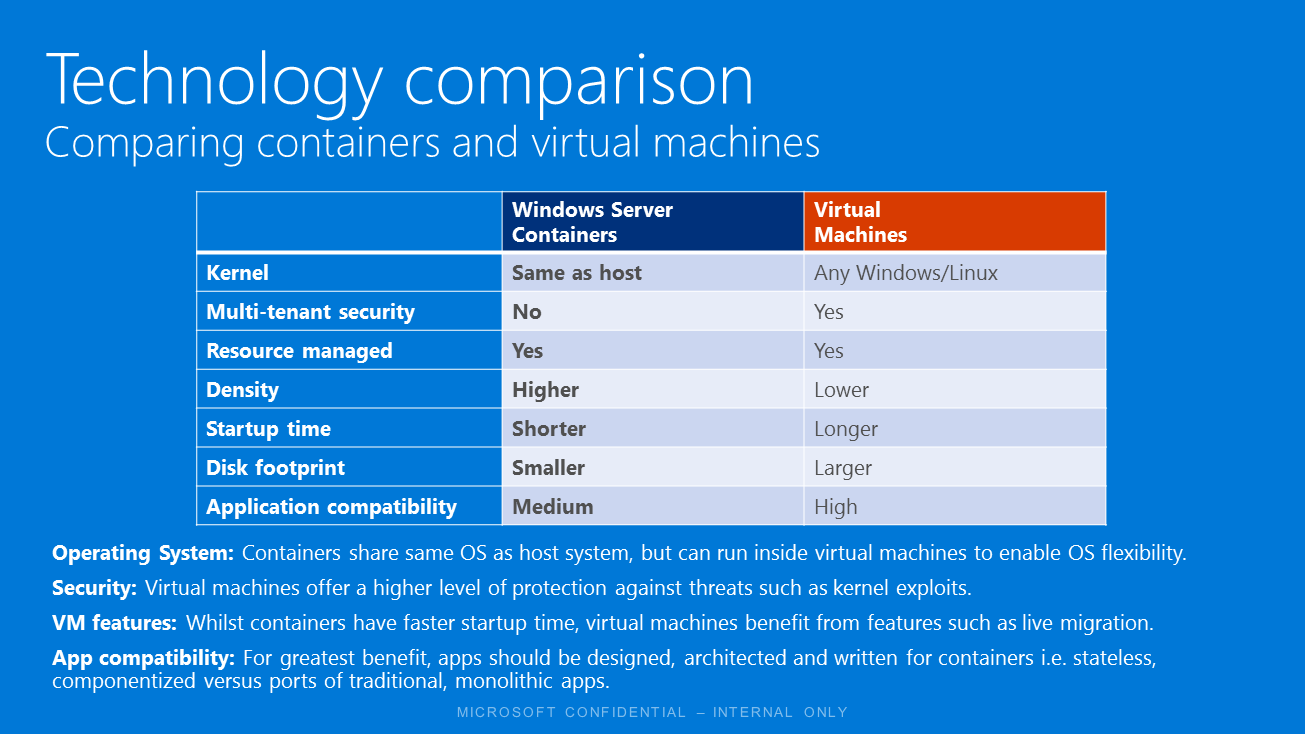 Technology comparison
Comparing containers and virtual machines
Windows Server
Containers
Virtual
Machines
Kernel Same as host Any Windows/Linux
Multi-tenant security No Yes
Resource managed Yes Yes
Density Higher Lower
Startup time Shorter Longer
Disk footprint Smaller Larger
Application compatibility Medium High
Operating System: Containers share same OS as host system, but can run inside virtual machines to enable OS flexibility.
Security: Virtual machines offer a higher level of protection against threats such as kernel exploits.
VM features: Whilst containers have faster startup time, virtual machines benefit from features such as live migration.
App compatibility: For greatest benefit, apps should be designed, architected and written for containers i.e. stateless,
componentized versus ports of traditional, monolithic apps.
MICROSOFT CONFIDENTIAL – INTERNAL ONLY